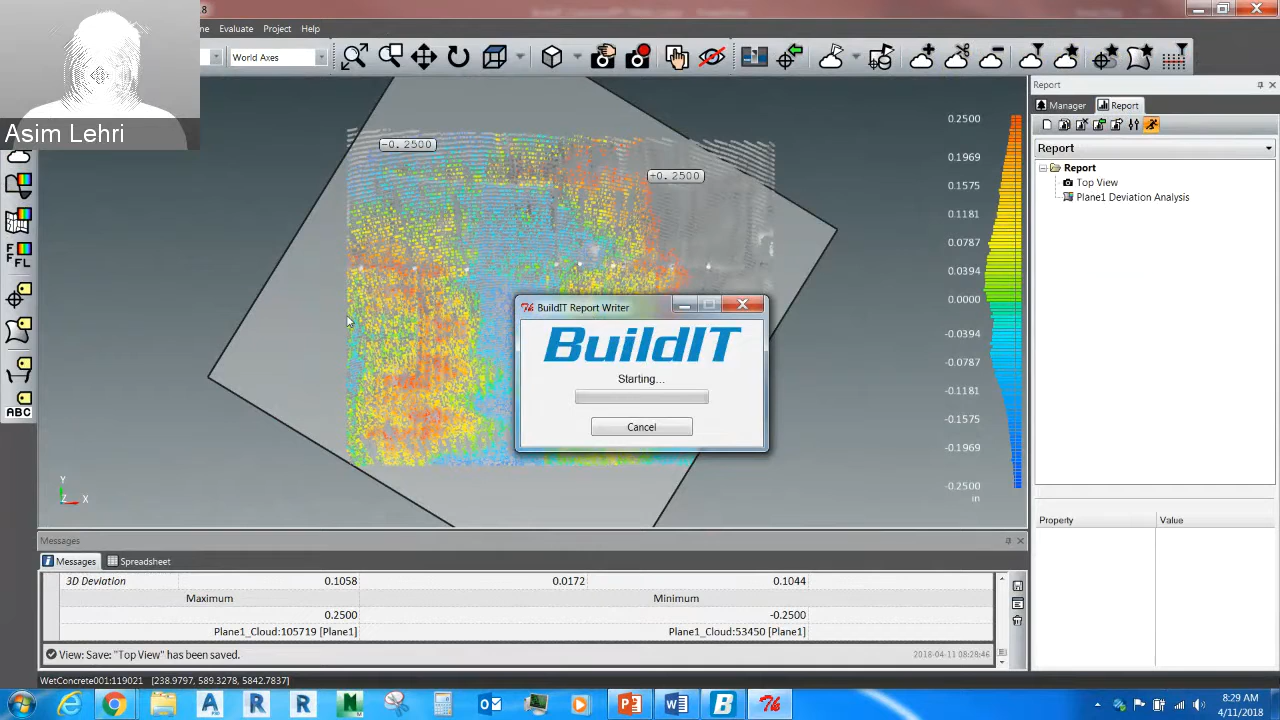 8
Asim Lehri
ne Evaluate Project Help
World Axes
-0.2500
+0.2500
FF
FL
ABC
Y
Z X
BuildIT Report Writer
BuildIT
Starting...
Cancel
0.2500
0.1969
0.1575
0.1181
0.0787
0.0394
0.0000
-0.0394
-0.0787
-0.1181
-0.1575
-0.1969
-0.2500
in
Report
Manager Report
Report
Report
Top View
Plane1 Deviation Analysis
Property Value
Messages
Messages Spreadsheet
3D Deviation 0.1058 0.0172 0.1044
Maximum Minimum
0.2500 -0.2500
Plane1_Cloud:105719 [Plane1] Plane1_Cloud:53450 [Plane1]
View: Save: "Top View" has been saved. 2018-04-11 08:28:46
WetConcrete001:119021 [238.9797, 589.3278, 5842.7837]
8:29 AM
4/11/2018